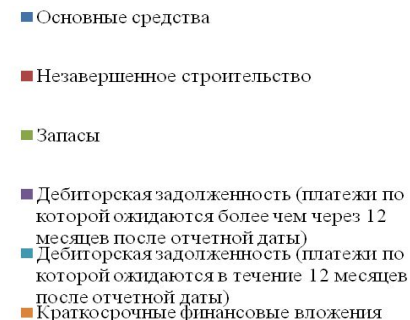 Основные средства
Незавершенное строительство
Запасы
Дебиторская задолженность (платежи по
которой ожидаются более чем через 12
месяцев после отчетной даты)
Дебиторская задолженность (платежи по
которой ожидаются в течение 12 месяцев
после отчетной даты)
Краткосрочные финансовые вложения